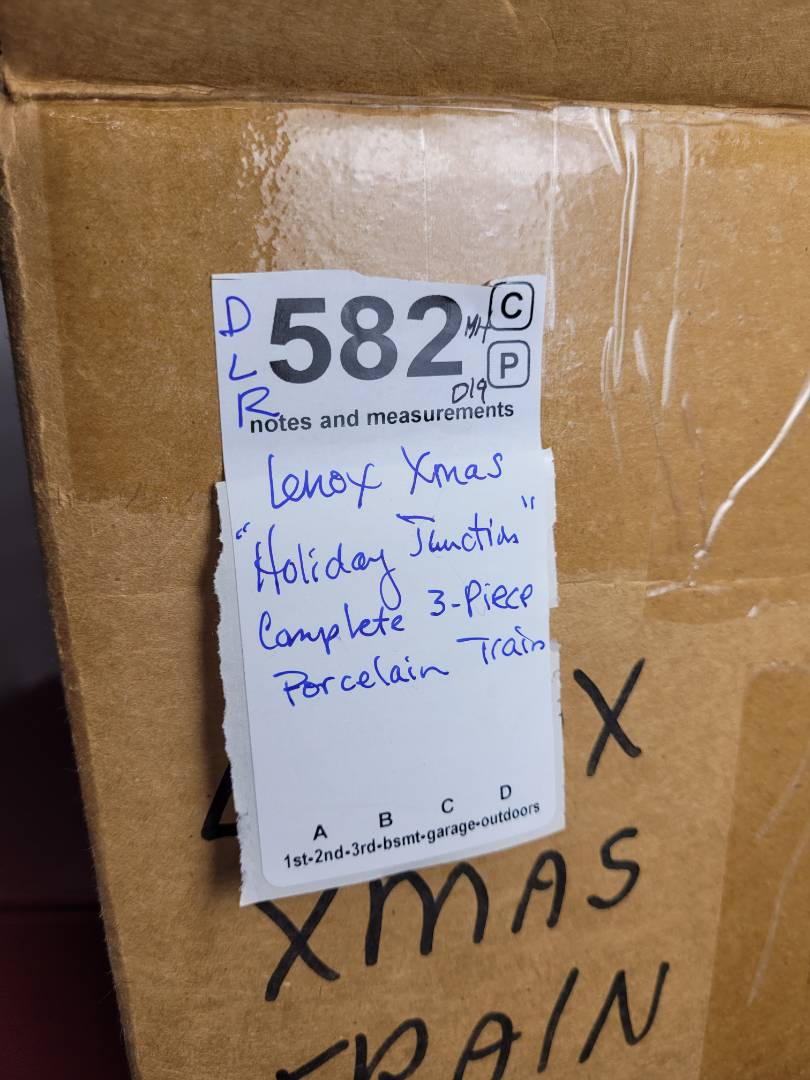 D 582 MH C
L D19 P
R notes and measurements
Lenox Xmas
"Holiday Junction"
Complete 3-Piece
Porcelain Train
A B C D
1st-2nd-3rd-bsmt-garage-outdoors
X
XMAS
TRAIN